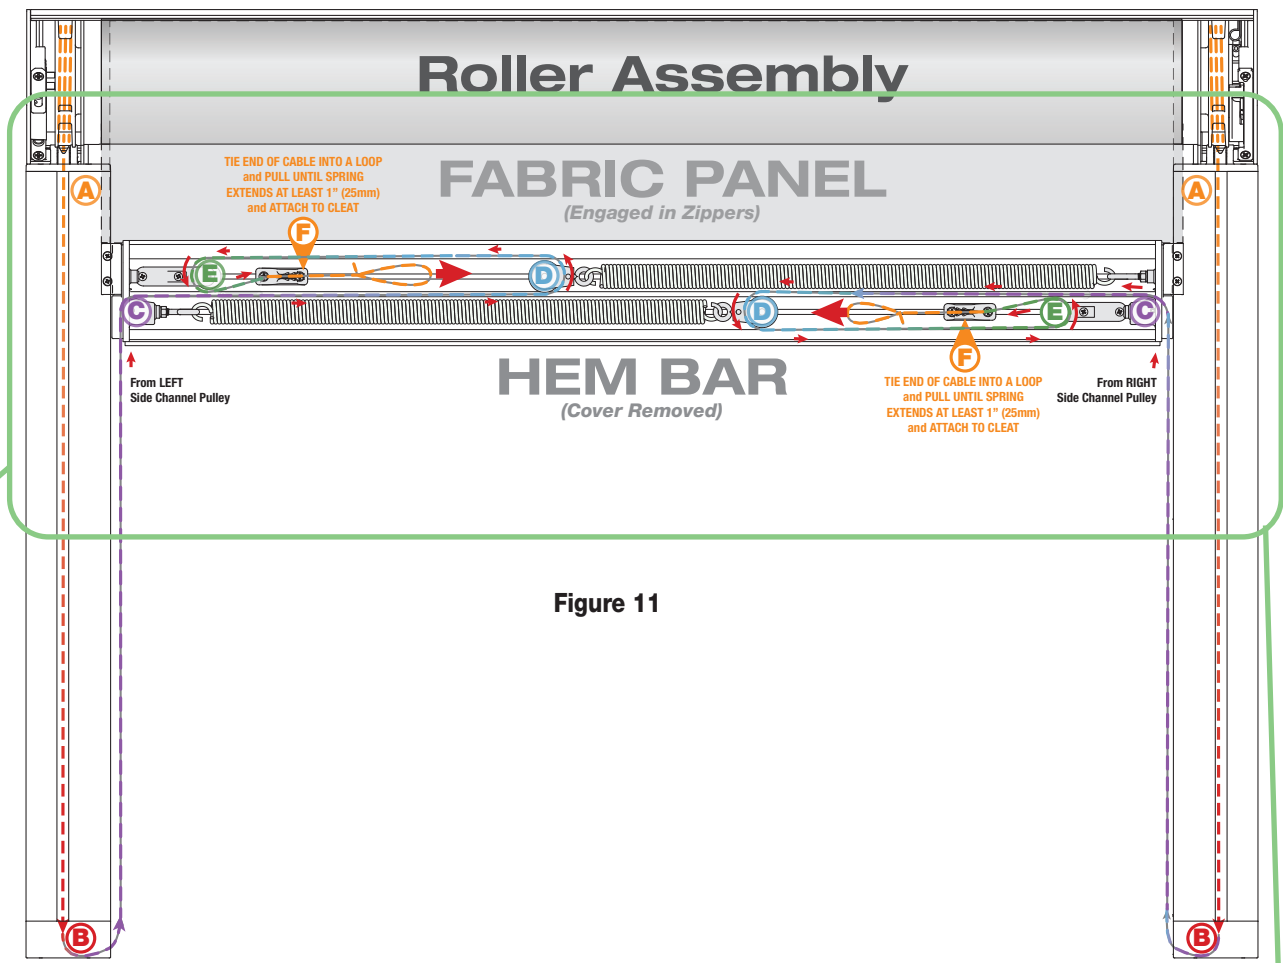 Roller Assembly
FABRIC PANEL
(Engaged in Zippers)
TIE END OF CABLE INTO A LOOP
and PULL UNTIL SPRING
EXTENDS AT LEAST 1" (25mm)
and ATTACH TO CLEAT
A
A
F
E
D
C
D
E
C
F
From LEFT
Side Channel Pulley
HEM BAR
(Cover Removed)
TIE END OF CABLE INTO A LOOP
and PULL UNTIL SPRING
EXTENDS AT LEAST 1" (25mm)
and ATTACH TO CLEAT
From RIGHT
Side Channel Pulley
Figure 11
B
B